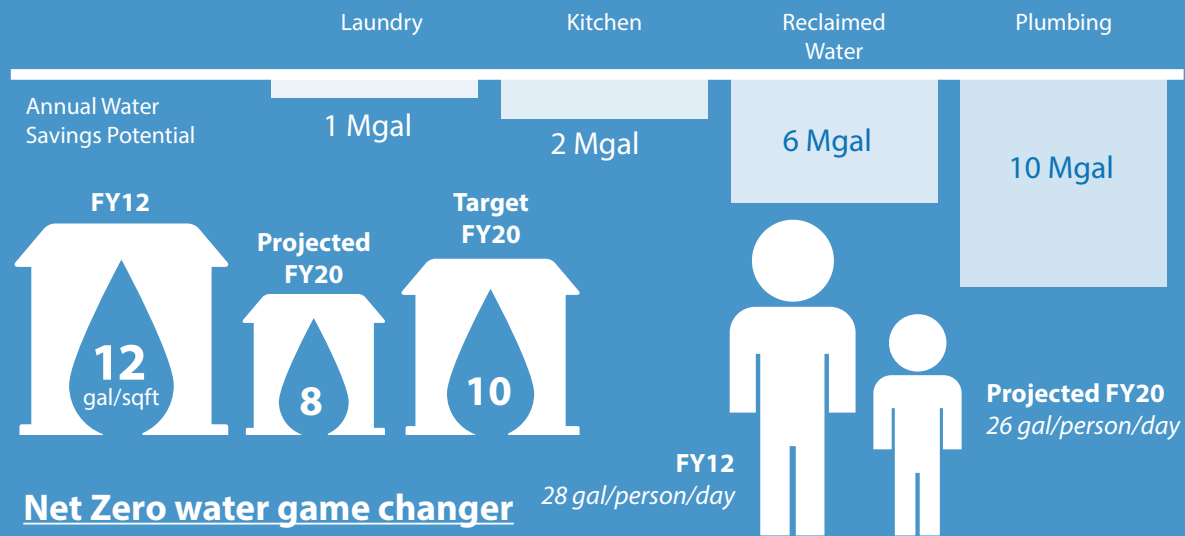 Laundry
Kitchen
Reclaimed
Water
Plumbing
Annual Water
Savings Potential
1 Mgal
2 Mgal
6 Mgal
10 Mgal
FY12
12
gal/sqft
Projected
FY20
8
Target
FY20
10
FY12
28 gal/person/day
Projected FY20
26 gal/person/day
Net Zero water game changer